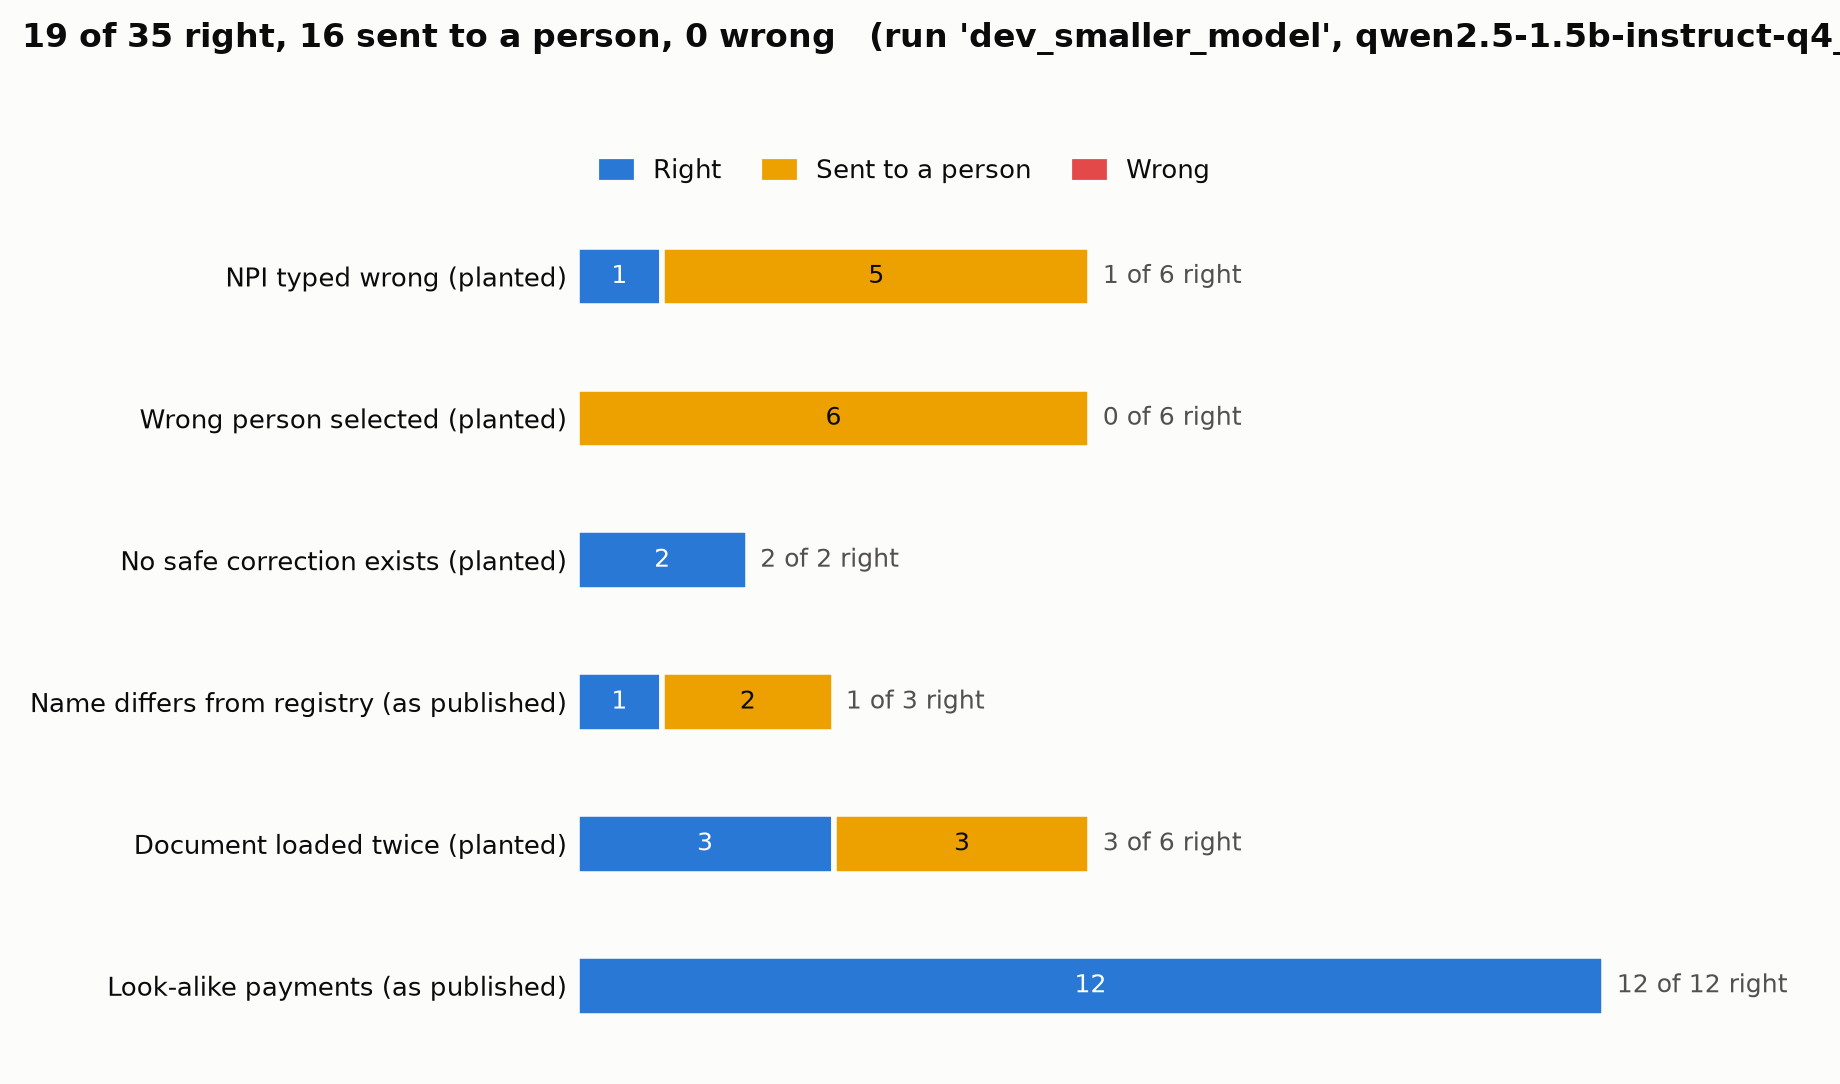 19 of 35 right, 16 sent to a person, 0 wrong (run 'dev_smaller_model', qwen2.5-1.5b-instruct-q4_
Right Sent to a person Wrong
NPI typed wrong (planted) 1 5 1 of 6 right
Wrong person selected (planted) 6 0 of 6 right
No safe correction exists (planted) 2 2 of 2 right
Name differs from registry (as published) 1 2 1 of 3 right
Document loaded twice (planted) 3 3 3 of 6 right
Look-alike payments (as published) 12 12 of 12 right